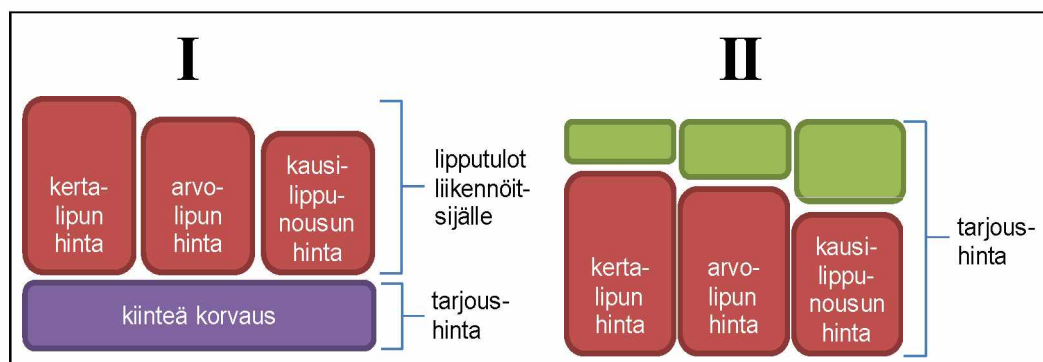 I
kerta-
lipun
hinta
arvo-
lipun
hinta
kausi-
lippu-
nousun
hinta
lipputulot
liikennöit-
sijälle
kiinteä korvaus
tarjous-
hinta
II
kerta-
lipun
hinta
arvo-
lipun
hinta
kausi-
lippu-
nousun
hinta
tarjous-
hinta